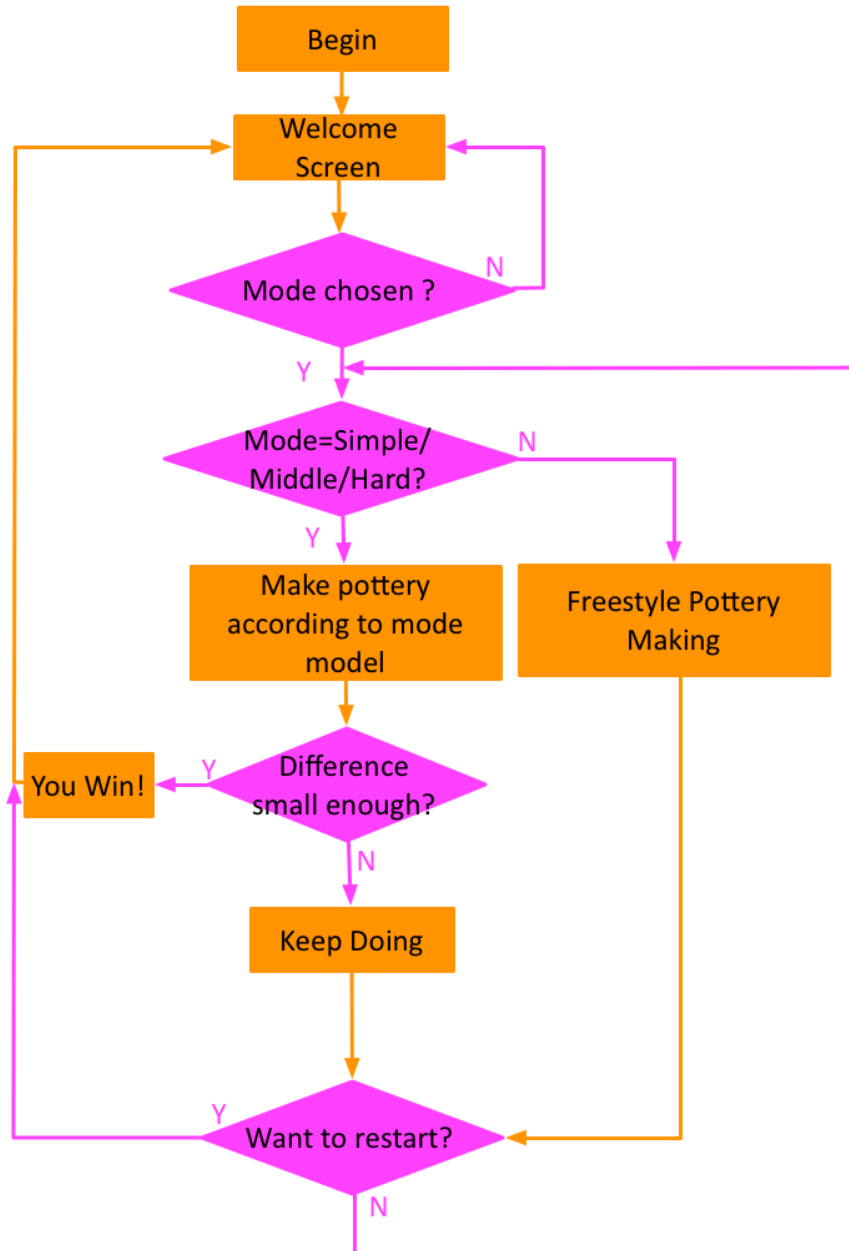 Begin
Welcome
Screen
N
Mode chosen ?
Y
Mode=Simple/
Middle/Hard?
N
Y
Make pottery
according to mode
model
Freestyle Pottery
Making
Difference
small enough?
Y
You Win!
N
Keep Doing
Y
Want to restart?
N